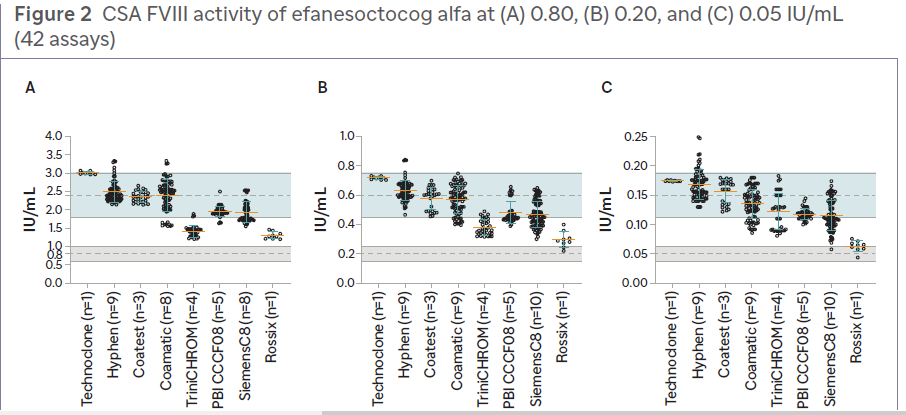 Figure 2 CSA FVIII activity of efanesoctocog alfa at (A) 0.80, (B) 0.20, and (C) 0.05 IU/mL
(42 assays)
A
IU/mL
4.0
3.5
3.0
2.5
2.0
1.5
1.0
0.8
0.5
0.0
Technoclone (n=1)
Hyphen (n=9)
Coatest (n=3)
Coamatic (n=8)
TriniCHROM (n=4)
PBI CCCF08 (n=5)
SiemensC8 (n=8)
Rossix (n=1)
B
IU/mL
1.0
0.8
0.6
0.4
0.2
0.0
Technoclone (n=1)
Hyphen (n=9)
Coatest (n=3)
Coamatic (n=9)
TriniCHROM (n=4)
PBI CCCF08 (n=5)
SiemensC8 (n=10)
Rossix (n=1)
C
IU/mL
0.25
0.20
0.15
0.10
0.05
0.00
Technoclone (n=1)
Hyphen (n=9)
Coatest (n=3)
Coamatic (n=9)
TriniCHROM (n=4)
PBI CCCF08 (n=5)
SiemensC8 (n=10)
Rossix (n=1)